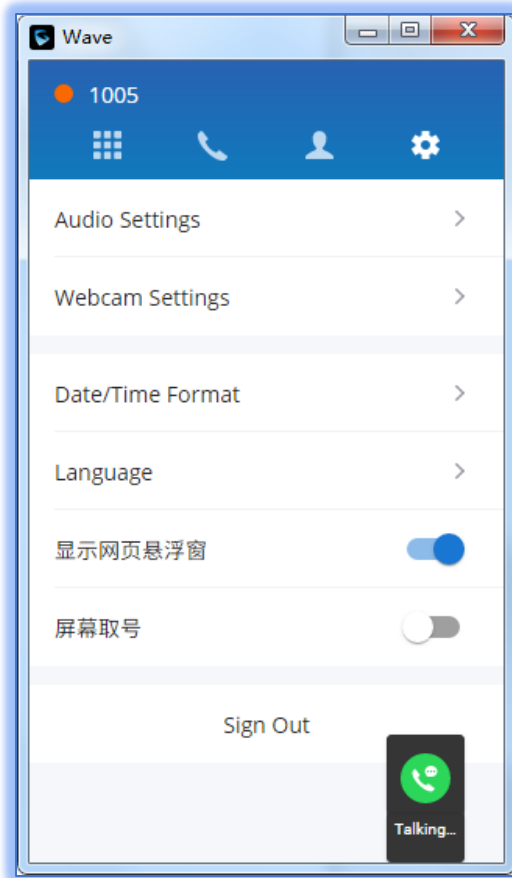 Wave
1005
Audio Settings
Webcam Settings
Date/Time Format
Language
显示网页悬浮窗
屏幕取号
Sign Out
Talking...